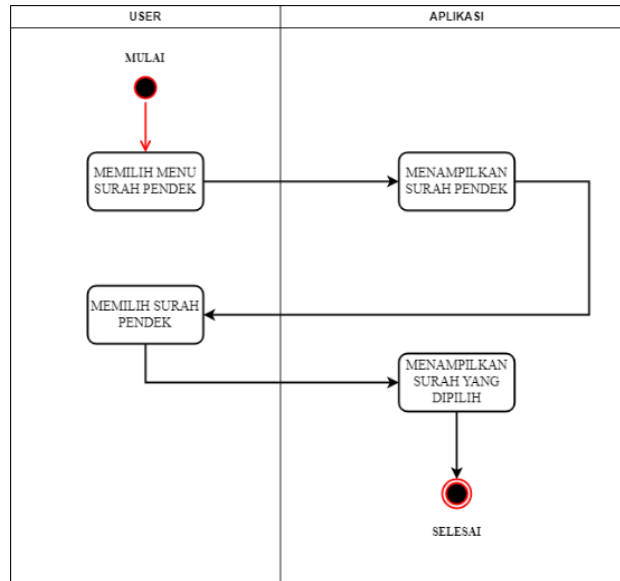 USER
APLIKASI
MULAI
MEMILIH MENU
SURAH PENDEK
MENAMPILKAN
SURAH PENDEK
MEMILIH SURAH
PENDEK
MENAMPILKAN
SURAH YANG
DIPILIH
SELESAI